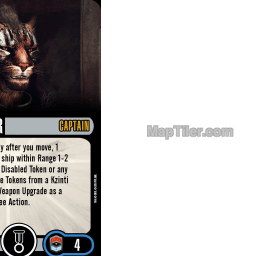 R CAPTAIN
y after you move, 1
ship within Range 1-2
Disabled Token or any
e Tokens from a Kzinti
Weapon Upgrade as a
ee Action.
4
MapTiler.com